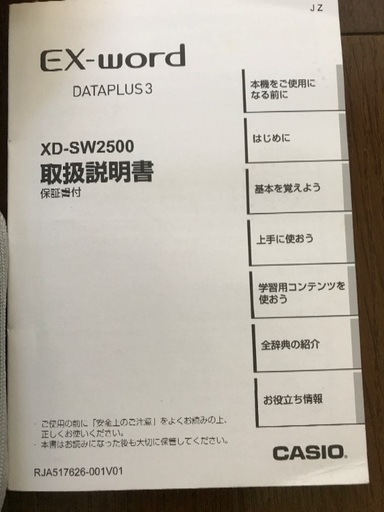 JZ
EX-word
DATAPLUS 3
XD-SW2500
取扱説明書
保証書付
本機をご使用に
なる前に
はじめに
基本を覚えよう
上手に使おう
学習用コンテンツを
使おう
全辞典の紹介
お役立ち情報
・ご使用の前に「安全上のご注意」をよくお読みの上、
正しくお使いください。
・本書はお読みになった後も大切に保管してください。
CASIO®
RJA517626-001V01